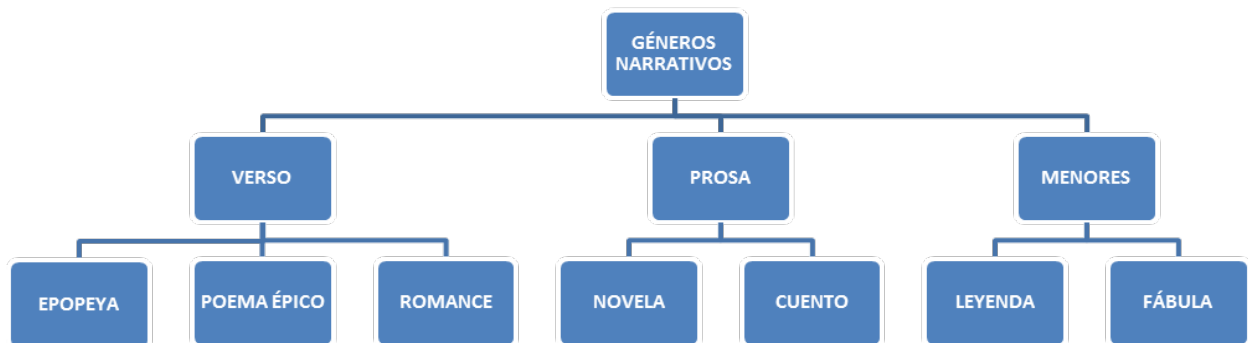 GÉNEROS
NARRATIVOS
VERSO
PROSA
MENORES
EPOPEYA
POEMA ÉPICO
ROMANCE
NOVELA
CUENTO
LEYENDA
FÁBULA